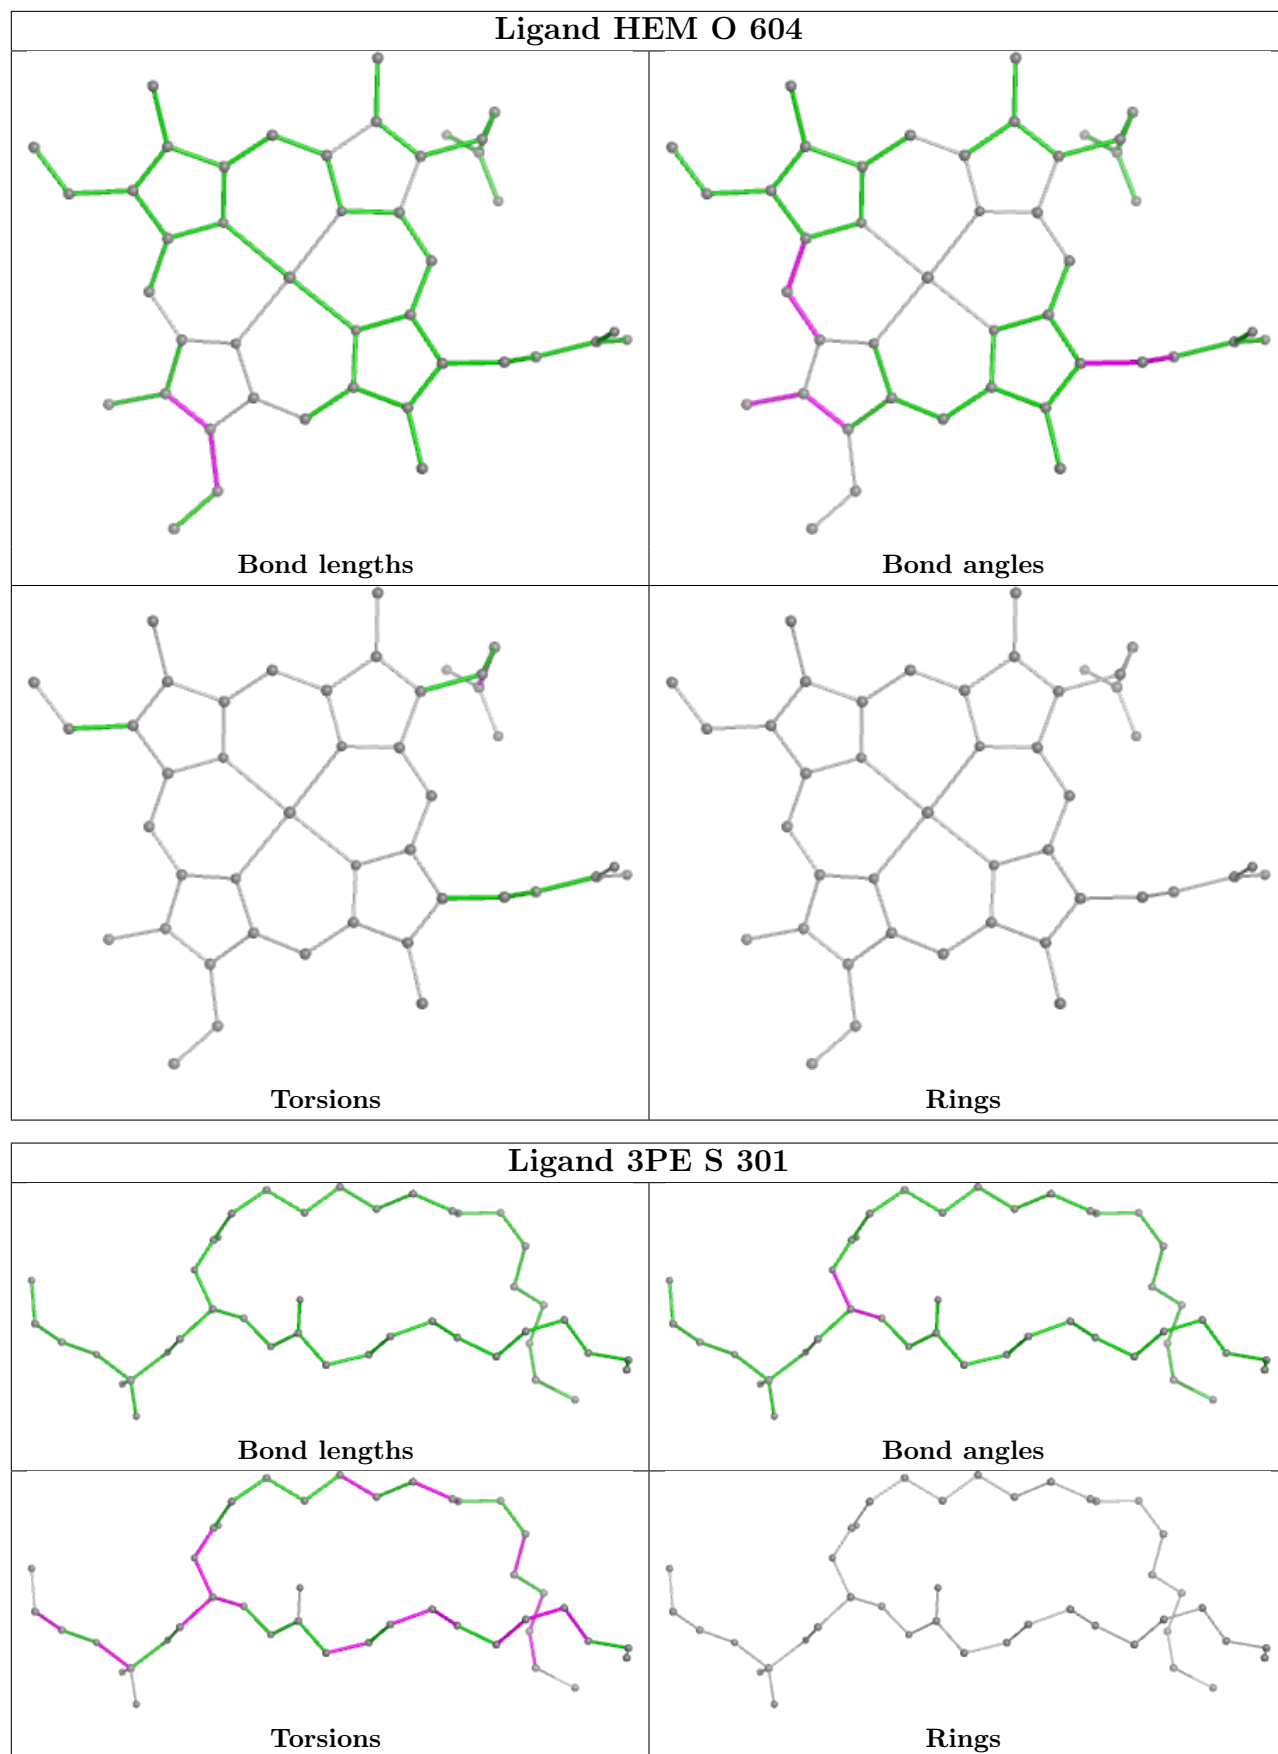 Ligand HEM O 604
Bond lengths
Bond angles
Torsions
Rings
Ligand 3PE S 301
Bond lengths
Bond angles
Torsions
Rings